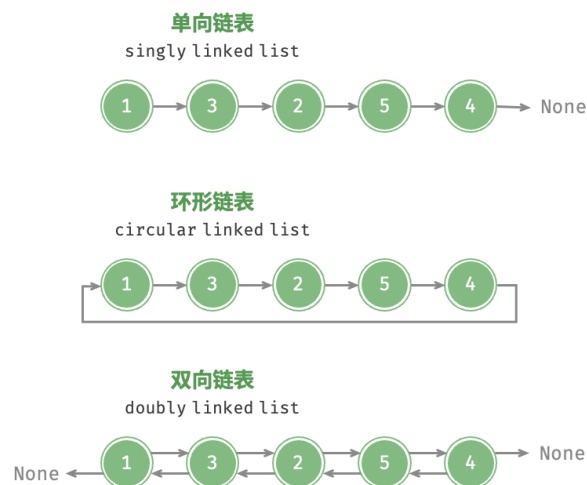 单向链表
singly linked list
1 3 2 5 4 None
环形链表
circular linked list
1 3 2 5 4
双向链表
doubly linked list
1 3 2 5 4 None
None